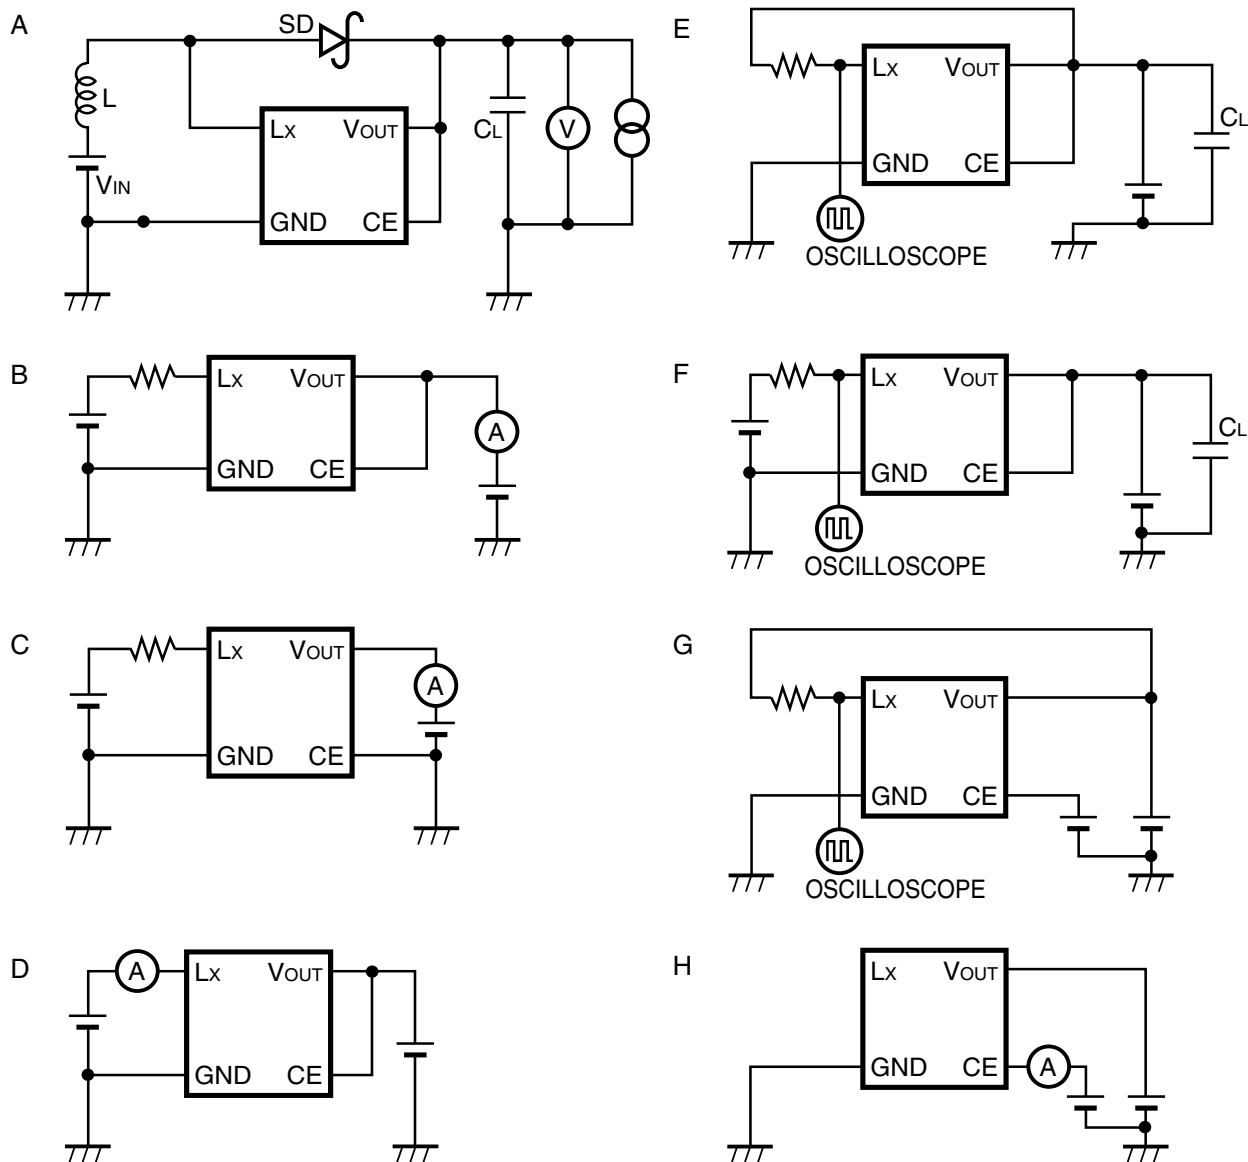 A
SD
L
LX VOUT
CL
V
VIN
GND CE
B
LX VOUT
A
GND CE
C
LX VOUT
A
GND CE
D
A
LX VOUT
GND CE
E
LX VOUT
CL
GND CE
OSCILLOSCOPE
F
LX VOUT
CL
GND CE
OSCILLOSCOPE
G
LX VOUT
GND CE
OSCILLOSCOPE
H
LX VOUT
GND CE
A